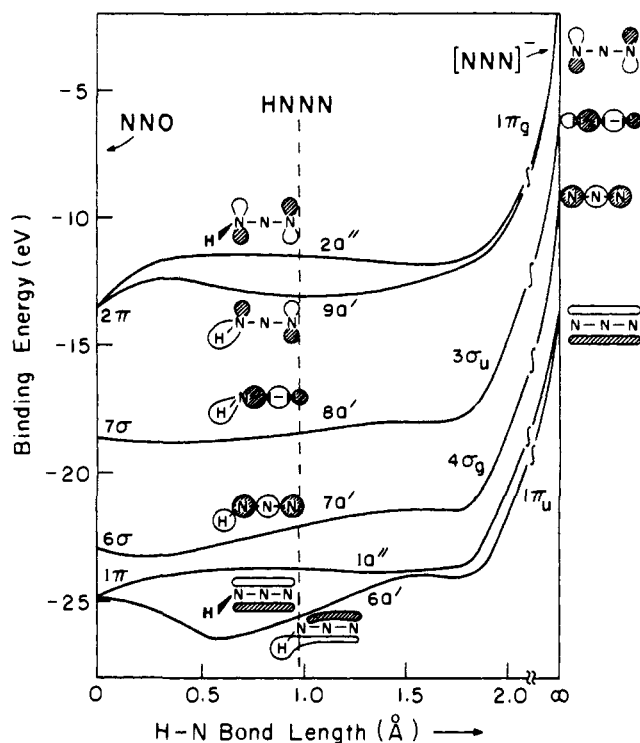 [NNN]⁻
N - N - N
HNNN
1πg
NNO
-5
N
N N N
-10
H N - N - N
2a″
9a′
2π
H N - N - N
N - N - N
3σu
-15
H N
8a′
7σ
4σg
-20
7a′
H N N N
1πu
6σ
1a″
1π
H N - N - N
6a′
-25
H N - N - N
0
0.5
1.0
1.5
2.0
∞
H-N Bond Length (Å)
Binding Energy (eV)